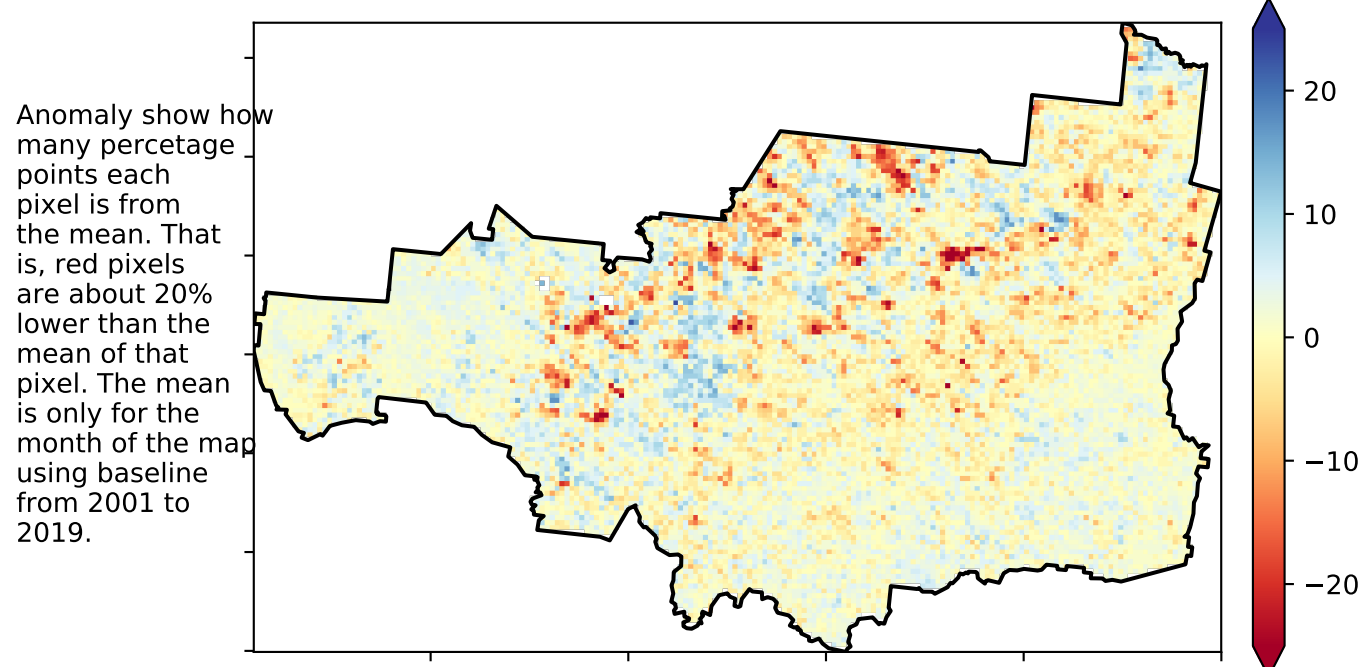 Anomaly show how
many percetage
points each
pixel is from
the mean. That
is, red pixels
are about 20%
lower than the
mean of that
pixel. The mean
is only for the
month of the map
using baseline
from 2001 to
2019.
20
10
0
−10
−20